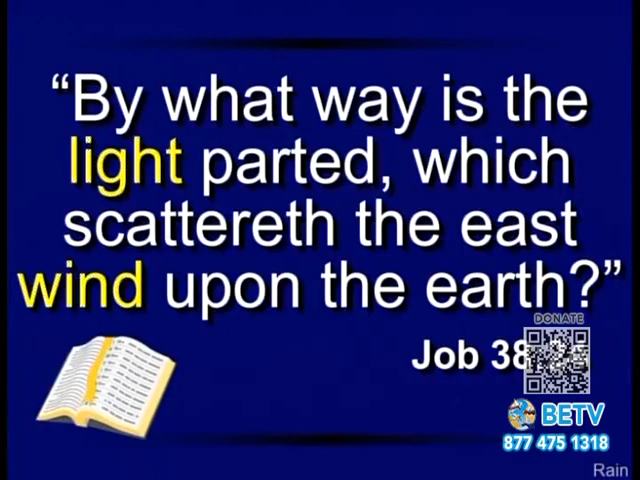 “By what way is the
light parted, which
scattereth the east
wind upon the earth?”
DONATE
Job 38
BETV
877 475 1318
Rain